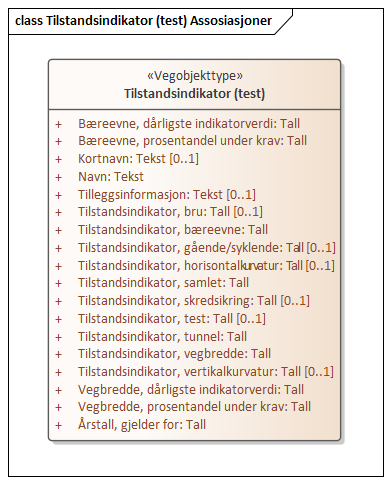 class Tilstandsindikator (test) Assosiasjoner
«Vegobjekttype»
Tilstandsindikator (test)
+ Bæreevne, dårligste indikatorverdi: Tall
+ Bæreevne, prosentandel under krav: Tall
+ Kortnavn: Tekst [0..1]
+ Navn: Tekst
+ Tilleggsinformasjon: Tekst [0..1]
+ Tilstandsindikator, bru: Tall [0..1]
+ Tilstandsindikator, bæreevne: Tall
+ Tilstandsindikator, gående/syklende: Tall [0..1]
+ Tilstandsindikator, horisontalkurvatur: Tall [0..1]
+ Tilstandsindikator, samlet: Tall
+ Tilstandsindikator, skredsikring: Tall [0..1]
+ Tilstandsindikator, test: Tall [0..1]
+ Tilstandsindikator, tunnel: Tall
+ Tilstandsindikator, vegbredde: Tall
+ Tilstandsindikator, vertikalkurvatur: Tall [0..1]
+ Vegbredde, dårligste indikatorverdi: Tall
+ Vegbredde, prosentandel under krav: Tall
+ Årstall, gjelder for: Tall